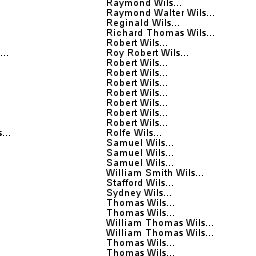 Raymond Wils...
Raymond Walter Wils...
Reginald Wils...
Richard Thomas Wils...
Robert Wils...
... Roy Robert Wils...
Robert Wils...
Robert Wils...
Robert Wils...
Robert Wils...
Robert Wils...
Robert Wils...
Robert Wils...
s... Rolfe Wils...
Samuel Wils...
Samuel Wils...
Samuel Wils...
William Smith Wils...
Stafford Wils...
Sydney Wils...
Thomas Wils...
Thomas Wils...
William Thomas Wils...
William Thomas Wils...
Thomas Wils...
Thomas Wils...